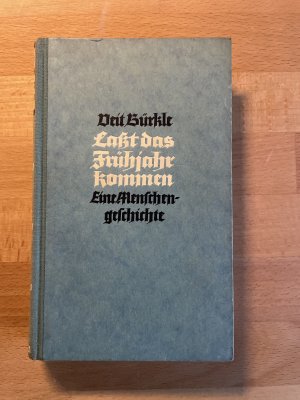 Veit Bürkle
Laßt das
Frühjahr
kommen
Eine Menschen-
geschichte